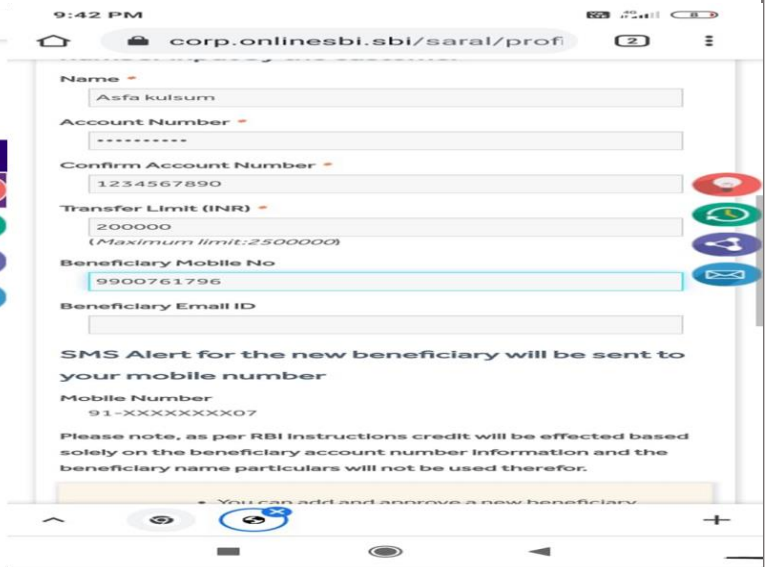 9:42 PM
4G
corp.onlinesbi.sbi/saral/profi
2
Name *
Asfa kulsum
Account Number *
••••••••••
Confirm Account Number *
1234567890
Transfer Limit (INR) *
200000
(Maximum limit:2500000)
Beneficiary Mobile No
9900761796
Beneficiary Email ID
SMS Alert for the new beneficiary will be sent to
your mobile number
Mobile Number
91-XXXXXXXX07
Please note, as per RBI instructions credit will be effected based
solely on the beneficiary account number information and the
beneficiary name particulars will not be used therefor.
• You can add and approve a new beneficiary